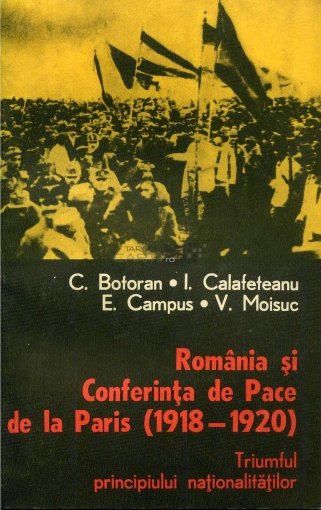 C. Botoran • I. Calafeteanu
E. Campus • V. Moisuc
România și
Conferința de Pace
de la Paris (1918–1920)
Triumful
principiului naționalităților